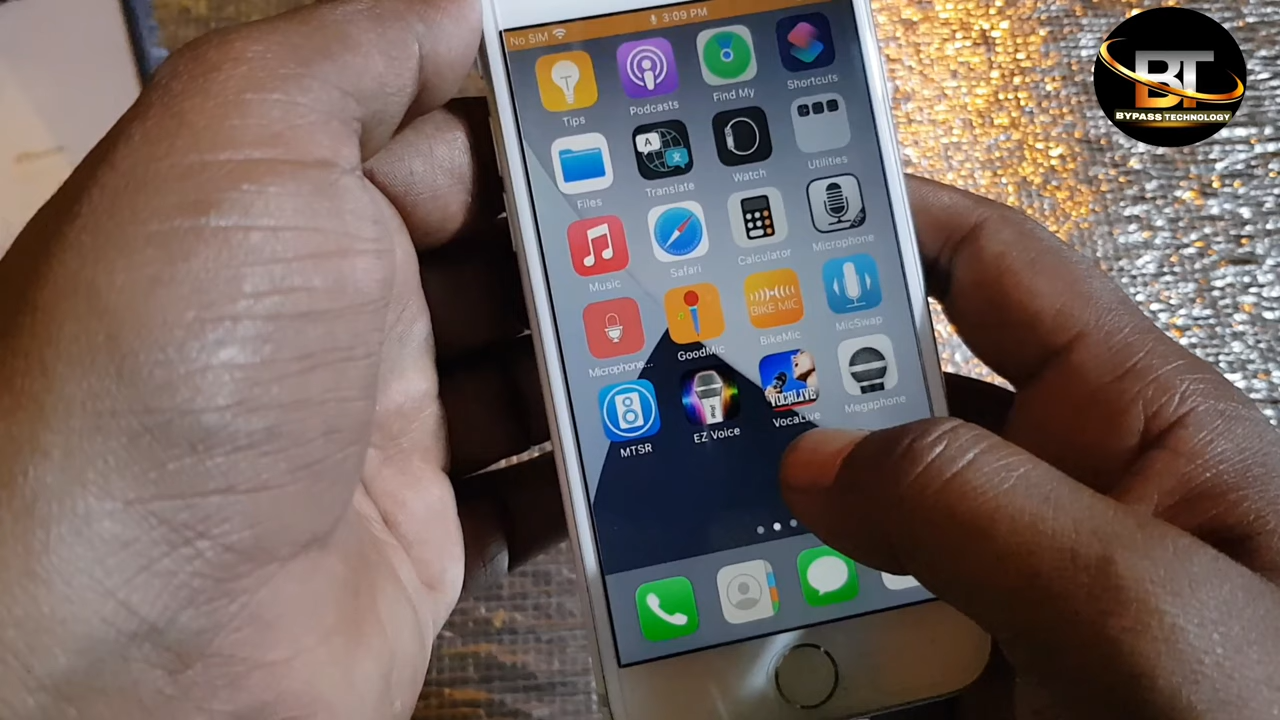 No SIM 3:09 PM
Tips Podcasts Find My Shortcuts
Files Translate Watch Utilities
Music Safari Calculator Microphone
Microphone... GoodMic BikeMic MicSwap
MTSR EZ Voice VocaLive Megaphone
A
BIKE MIC
VOCALIVE
BT
BYPASS TECHNOLOGY